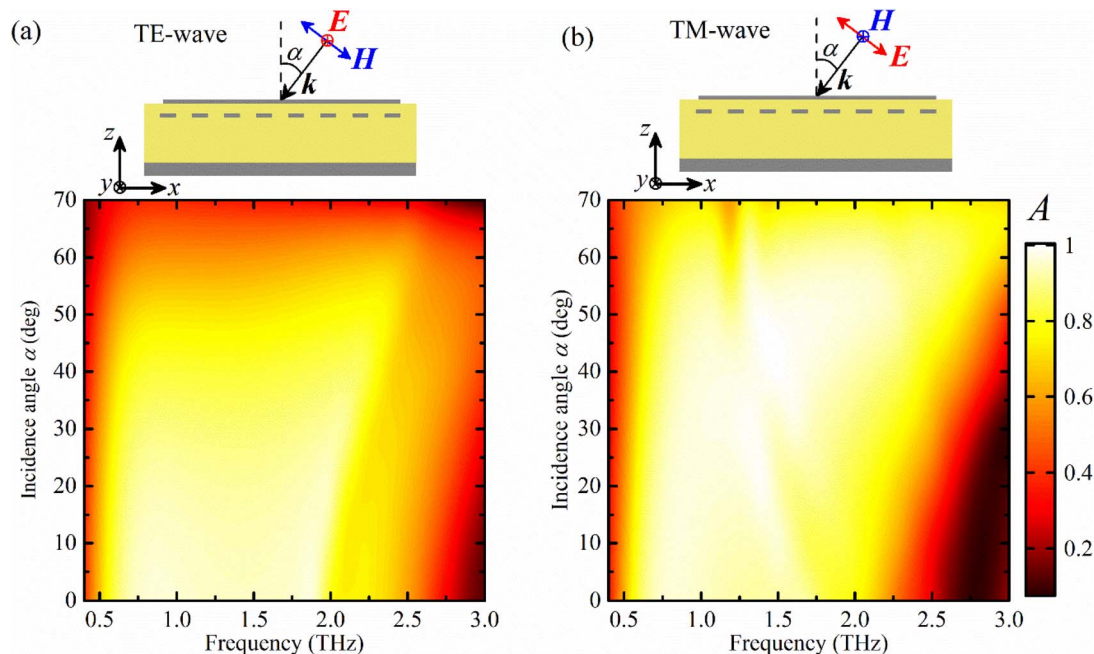 (a) TE-wave
E
H
α
k
z
y
x
(b) TM-wave
H
E
α
k
z
y
x
70
60
50
40
30
20
10
0
Incidence angle α (deg)
0.5 1.0 1.5 2.0 2.5 3.0
Frequency (THz)
70
60
50
40
30
20
10
0
Incidence angle α (deg)
0.5 1.0 1.5 2.0 2.5 3.0
Frequency (THz)
A
1
0.8
0.6
0.4
0.2